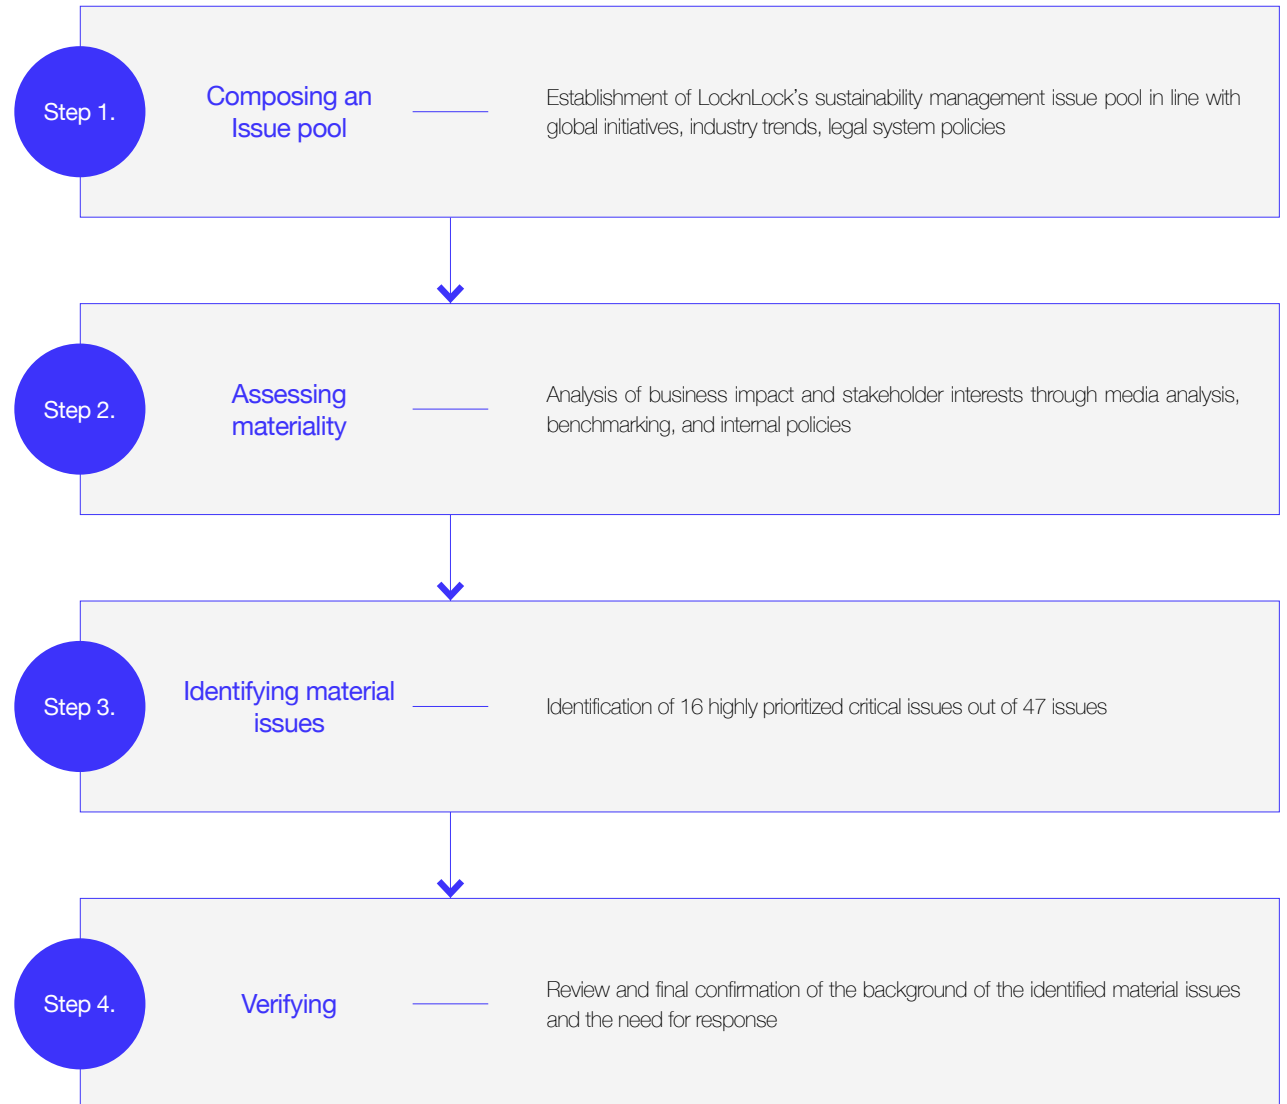 Step 1.
Composing an
Issue pool
Establishment of LocknLock's sustainability management issue pool in line with
global initiatives, industry trends, legal system policies
Step 2.
Assessing
materiality
Analysis of business impact and stakeholder interests through media analysis,
benchmarking, and internal policies
Step 3.
Identifying material
issues
Identification of 16 highly prioritized critical issues out of 47 issues
Step 4.
Verifying
Review and final confirmation of the background of the identified material issues
and the need for response